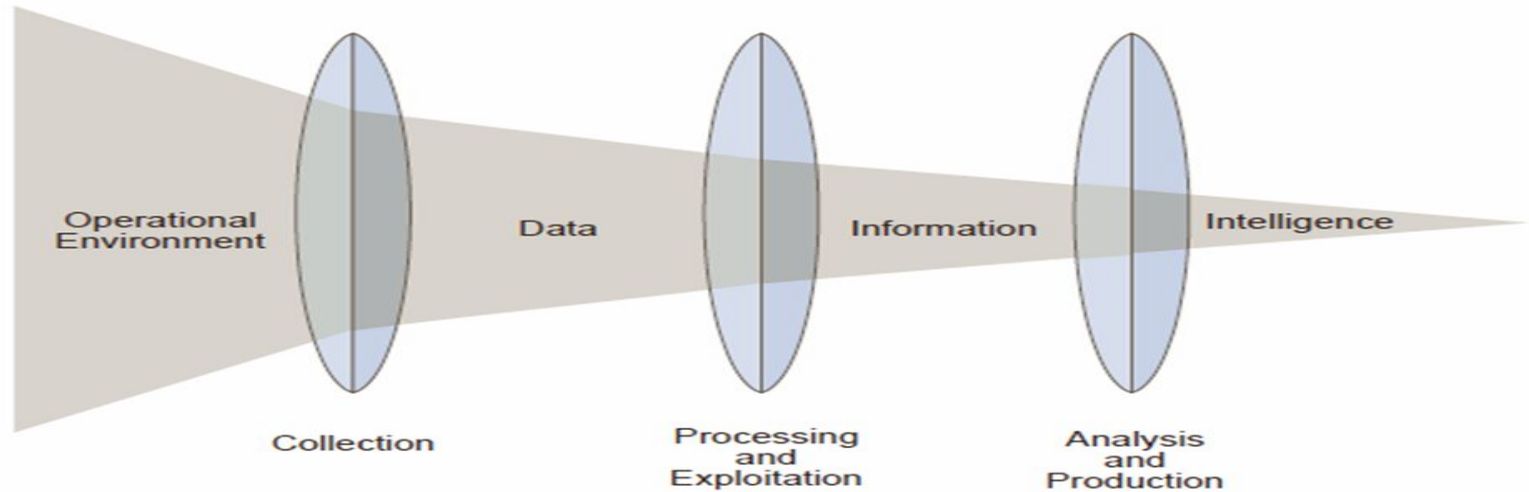 Operational
Environment
Data
Information
Intelligence
Collection
Processing
and
Exploitation
Analysis
and
Production